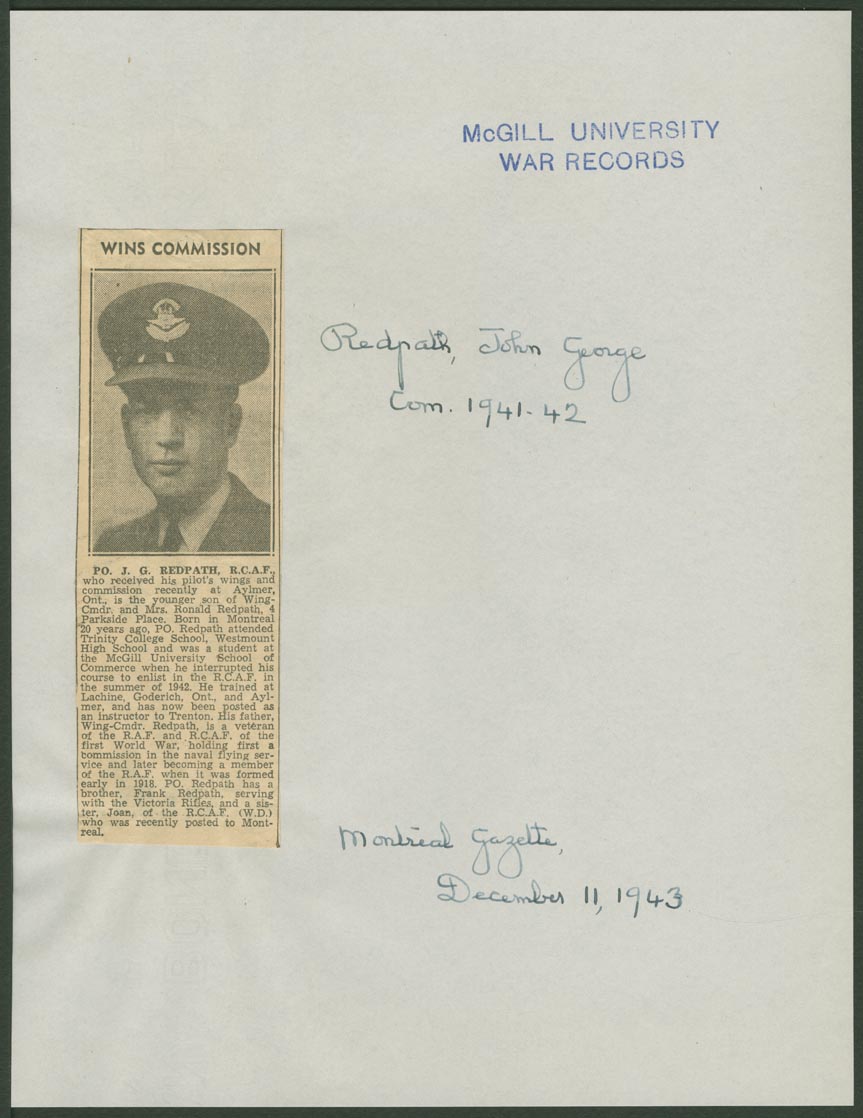 McGILL UNIVERSITY
WAR RECORDS
WINS COMMISSION
Redpath, John George
Com. 1941-42
PO. J. G. REDPATH, R.C.A.F.,
who received his pilot's wings and
commission recently at Aylmer,
Ont., is the younger son of Wing-
Cmdr. and Mrs. Ronald Redpath, 4
Parkside Place. Born in Montreal
20 years ago, PO. Redpath attended
Trinity College School, Westmount
High School and was a student at
the McGill University School of
Commerce when he interrupted his
course to enlist in the R.C.A.F. in
the summer of 1942. He trained at
Lachine, Goderich, Ont., and Ayl-
mer, and has now been posted as
an instructor to Trenton. His father,
Wing-Cmdr. Redpath, is a veteran
of the R.A.F. and R.C.A.F. of the
first World War, holding first a
commission in the naval flying ser-
vice and later becoming a member
of the R.A.F. when it was formed
early in 1918. PO. Redpath has a
brother, Frank Redpath, serving
with the Victoria Rifles, and a sis-
ter, Joan, of the R.C.A.F. (W.D.)
who was recently posted to Mont-
real.
Montreal Gazette,
December 11, 1943